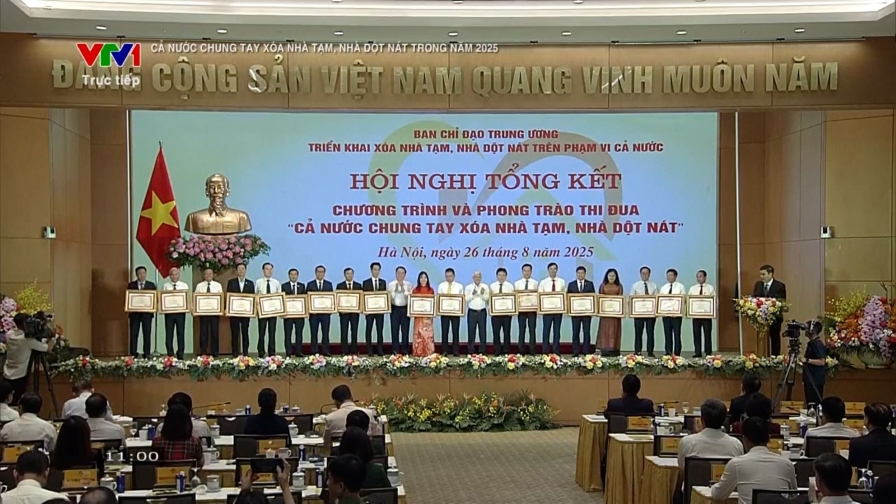 VTV1
Trực tiếp
CẢ NƯỚC CHUNG TAY XÓA NHÀ TẠM, NHÀ DỘT NÁT TRONG NĂM 2025
ĐẢNG CỘNG SẢN VIỆT NAM QUANG VINH MUÔN NĂM
BAN CHỈ ĐẠO TRUNG ƯƠNG
TRIỂN KHAI XÓA NHÀ TẠM, NHÀ DỘT NÁT TRÊN PHẠM VI CẢ NƯỚC
HỘI NGHỊ TỔNG KẾT
CHƯƠNG TRÌNH VÀ PHONG TRÀO THI ĐUA
"CẢ NƯỚC CHUNG TAY XÓA NHÀ TẠM, NHÀ DỘT NÁT"
Hà Nội, ngày 26 tháng 8 năm 2025
11:00